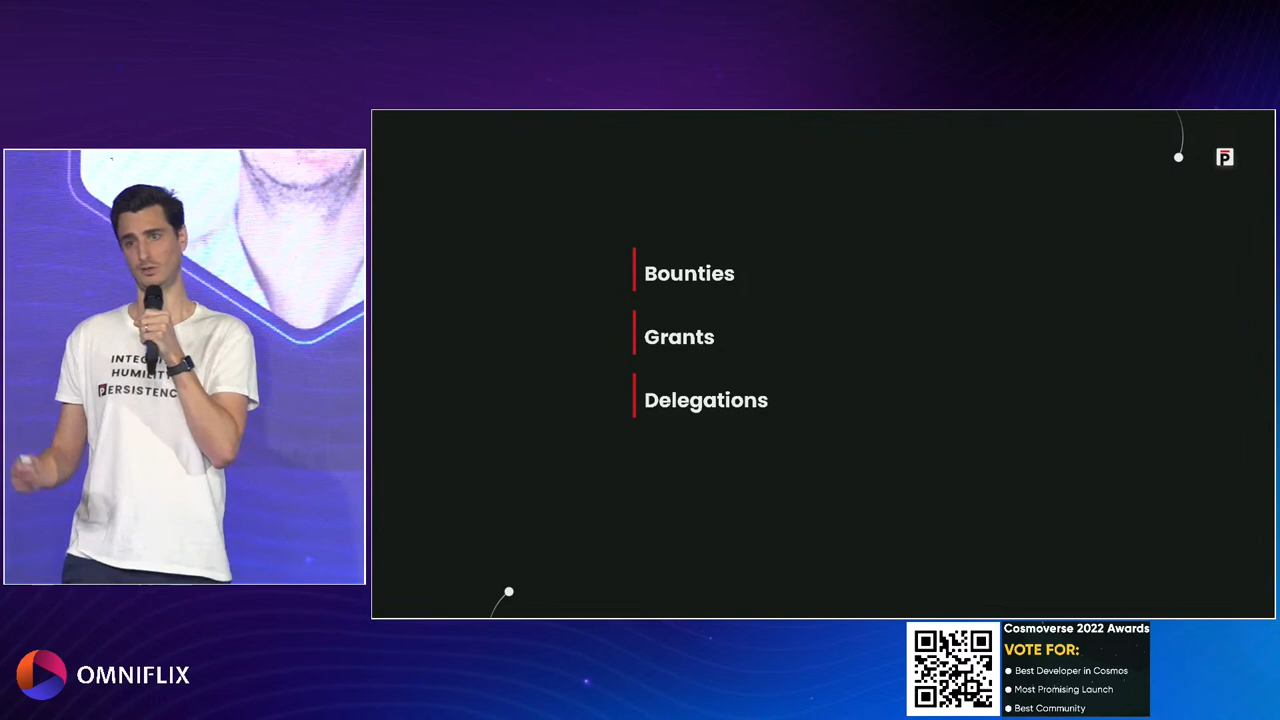 INTEG
HUMILITY
PERSISTENC
Bounties
Grants
Delegations
OMNIFLIX
Cosmoverse 2022 Awards
VOTE FOR:
Best Developer in Cosmos
Most Promising Launch
Best Community